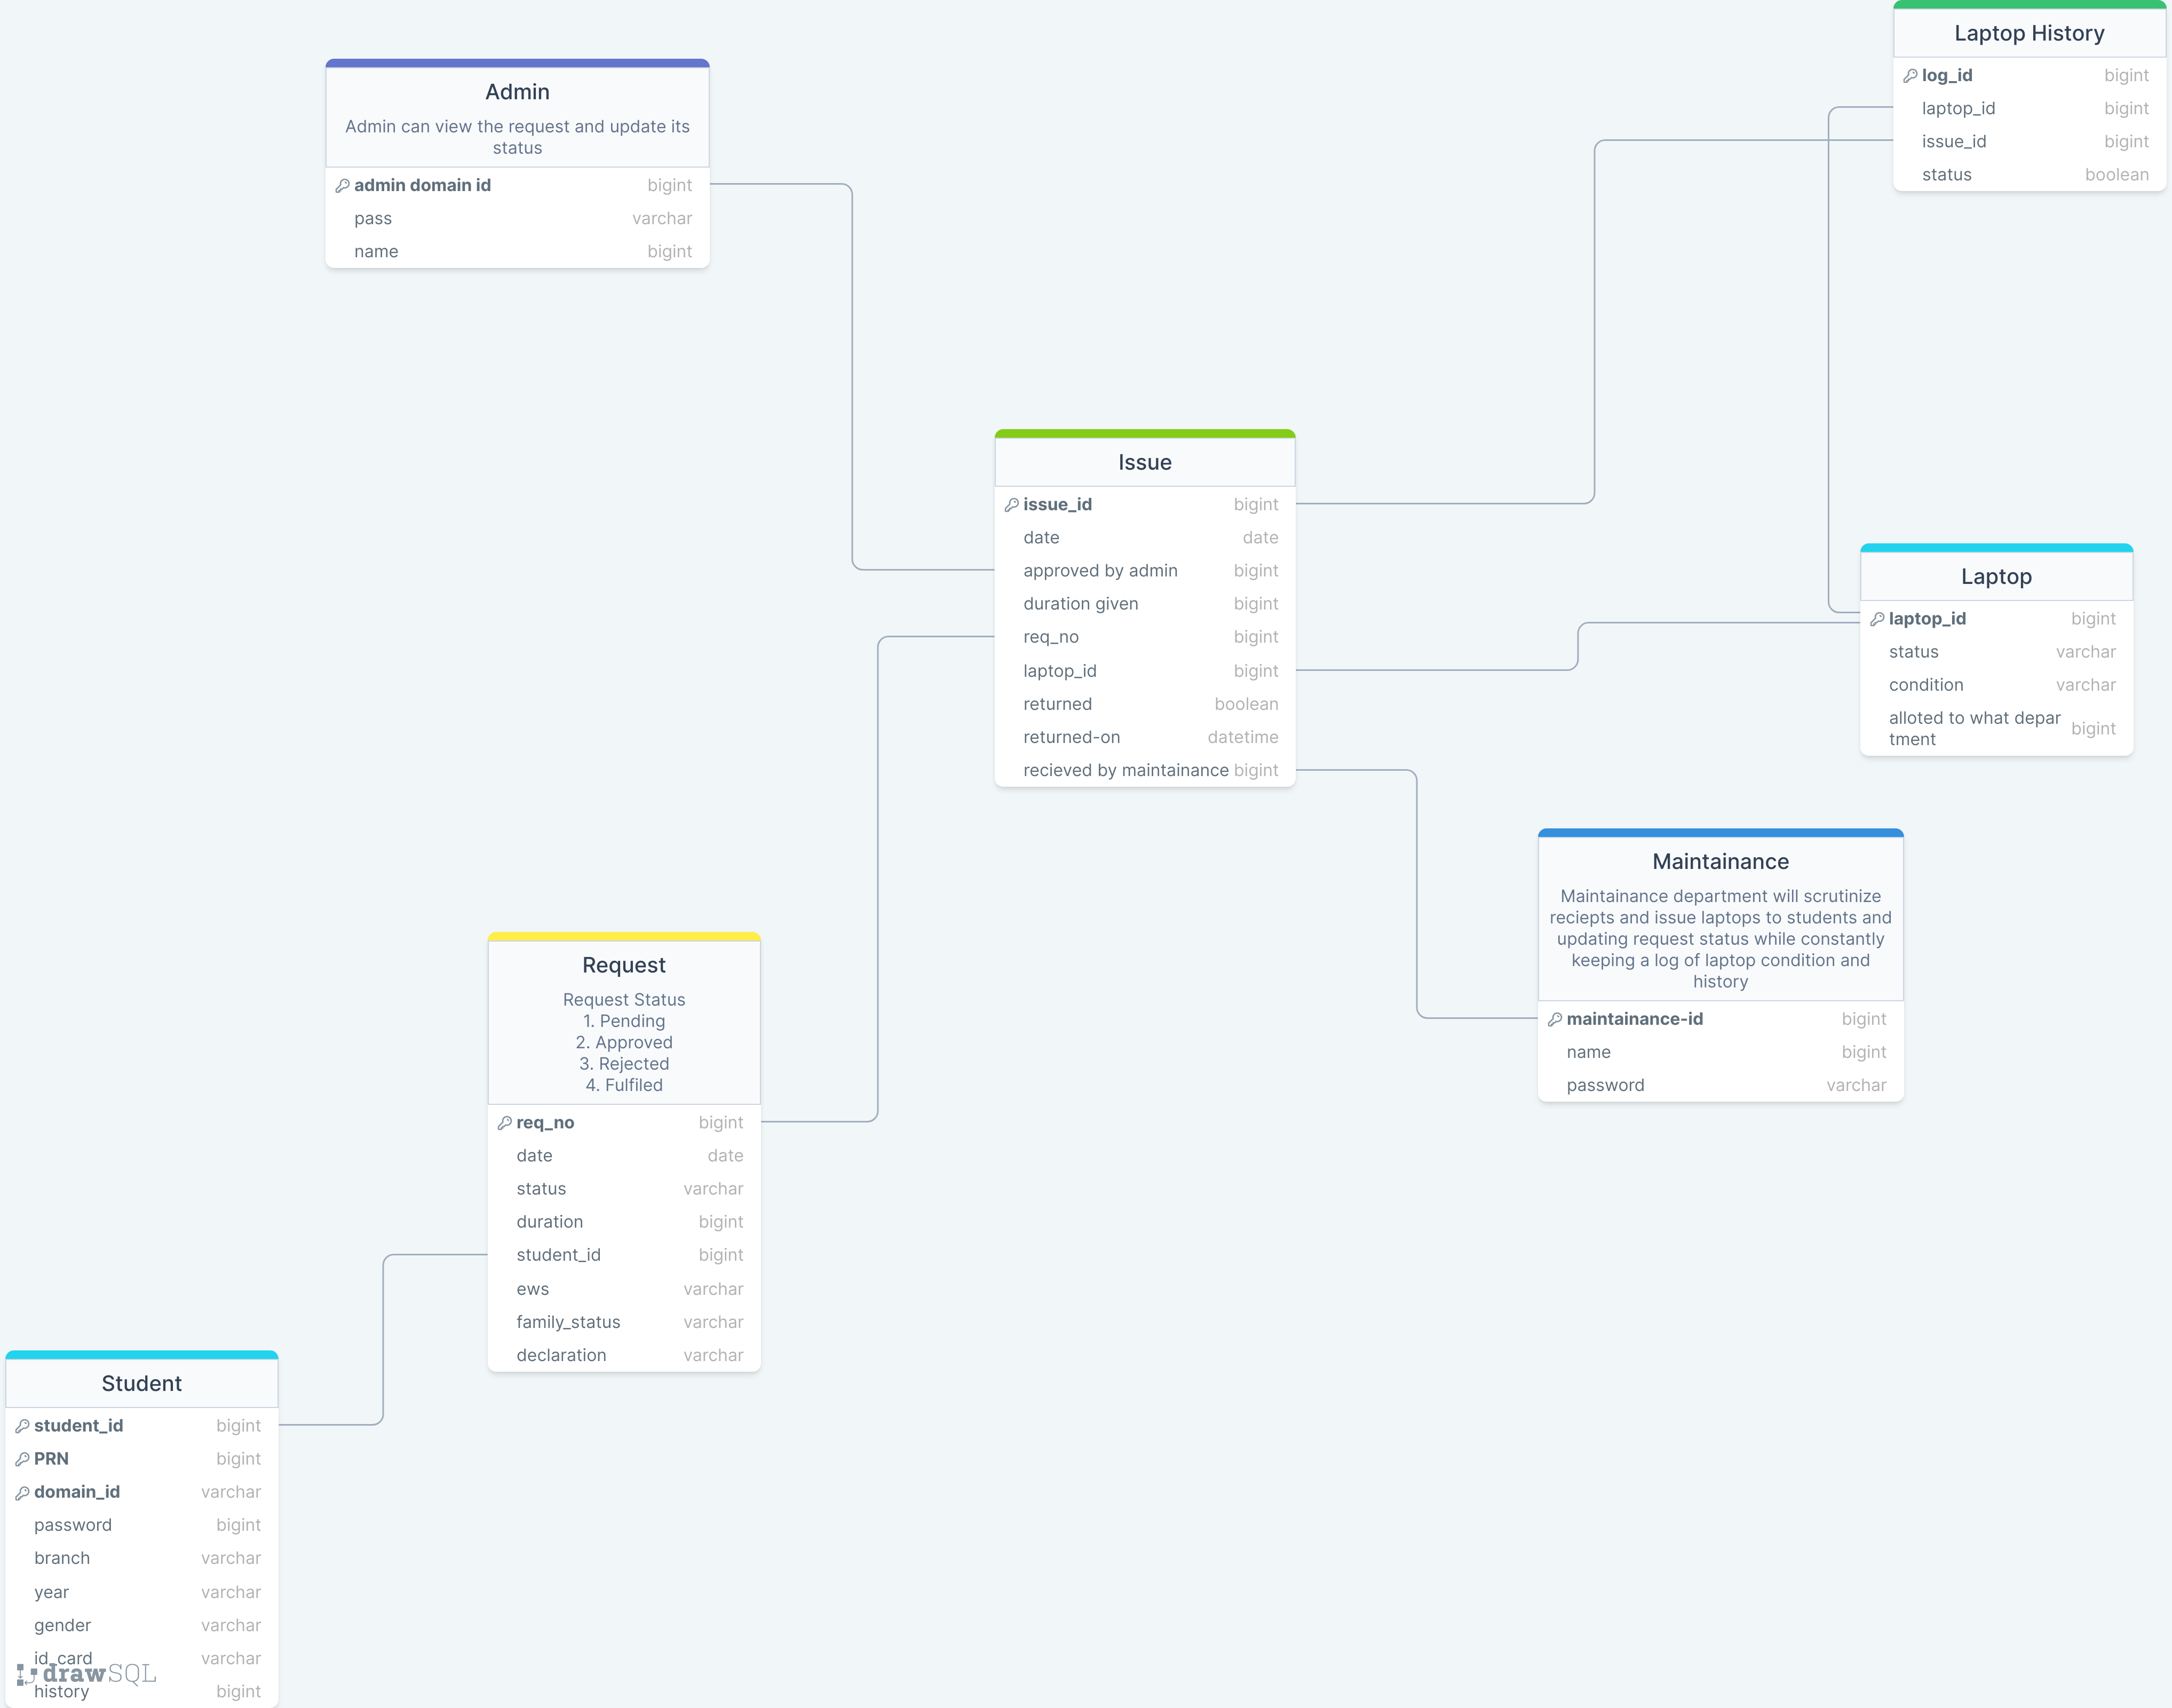 Laptop History
log_id bigint
laptop_id bigint
issue_id bigint
status boolean
Admin
Admin can view the request and update its
status
admin domain id bigint
pass varchar
name bigint
Issue
issue_id bigint
date date
approved by admin bigint
duration given bigint
req_no bigint
laptop_id bigint
returned boolean
returned-on datetime
recieved by maintainance bigint
Laptop
laptop_id bigint
status varchar
condition varchar
alloted to what depar
tment bigint
Maintainance
Maintainance department will scrutinize
reciepts and issue laptops to students and
updating request status while constantly
keeping a log of laptop condition and
history
maintainance-id bigint
name bigint
password varchar
Request
Request Status
1. Pending
2. Approved
3. Rejected
4. Fulfiled
req_no bigint
date date
status varchar
duration bigint
student_id bigint
ews varchar
family_status varchar
declaration varchar
Student
student_id bigint
PRN bigint
domain_id varchar
password bigint
branch varchar
year varchar
gender varchar
id_card varchar
drawSQL
history bigint